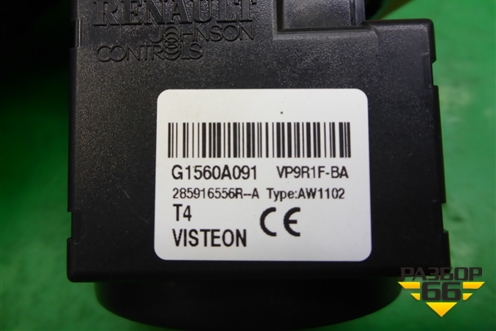 RENAULT
JOHNSON
CONTROLS
G1560A091 VP9R1F-BA
285916556R--A Type:AW1102
T4 CE
VISTEON
РАЗБОР
66